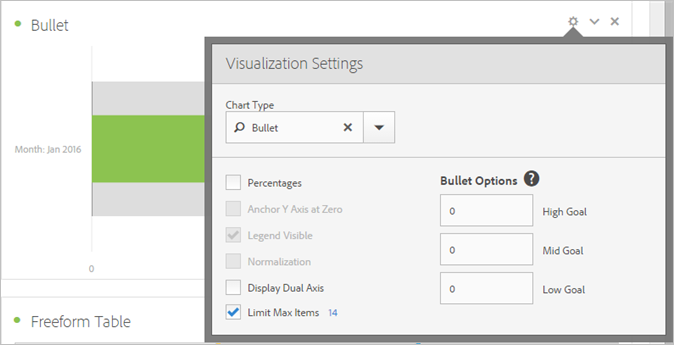 Bullet
Visualization Settings
Chart Type
Bullet
Month: Jan 2016
Percentages
Anchor Y Axis at Zero
Legend Visible
Normalization
Display Dual Axis
Limit Max Items 14
Bullet Options ?
0 High Goal
0 Mid Goal
0 Low Goal
0
Freeform Table